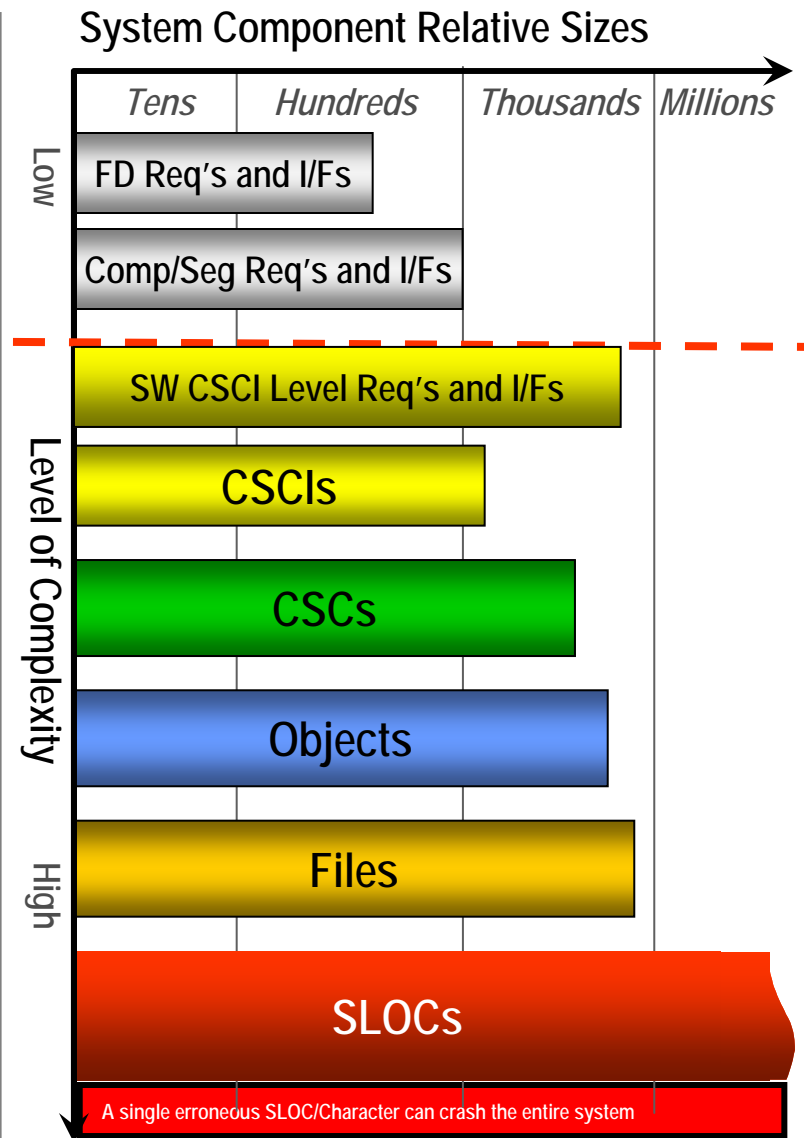 System Component Relative Sizes
Tens Hundreds Thousands Millions
Low
FD Req's and I/Fs
Comp/Seg Req's and I/Fs
SW CSCI Level Req's and I/Fs
Level of Complexity
CSCIs
CSCs
Objects
High
Files
SLOCs
A single erroneous SLOC/Character can crash the entire system